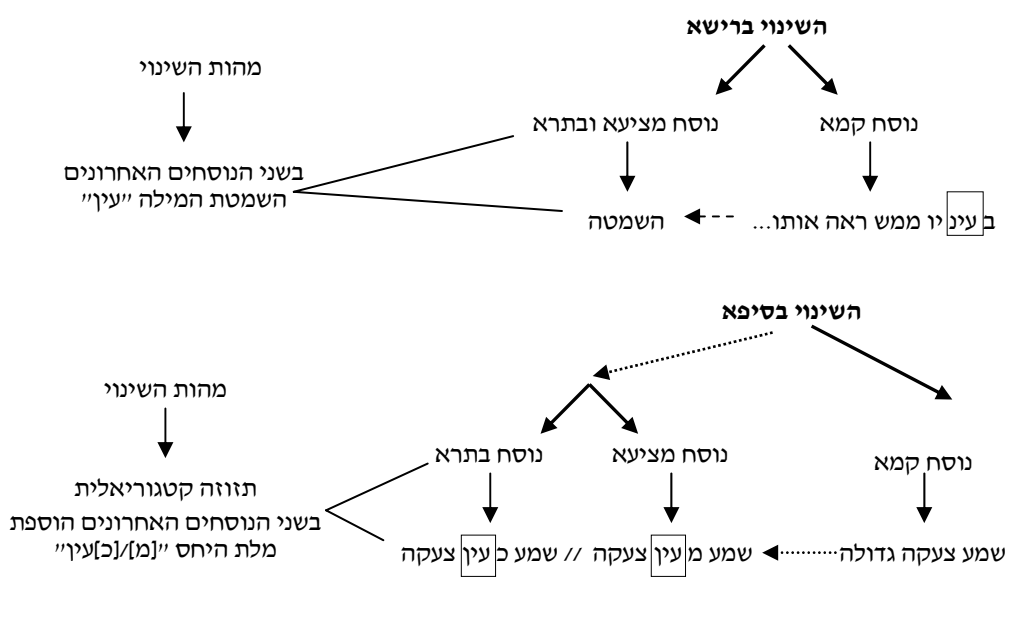 השינוי ברישא
מהות השינוי
נוסח קמא
נוסח מציעא ובתרא
בשני הנוסחים האחרונים
השמטת המילה "עין"
בעיניו ממש ראה אותו...
השמטה
השינוי בסיפא
מהות השינוי
נוסח קמא
נוסח מציעא
נוסח בתרא
תזוזה קטגוריאלית
בשני הנוסחים האחרונים הוספת
מלת היחס "[מ]/[כ]עין"
שמע צעקה גדולה
שמע מעין צעקה // שמע כעין צעקה